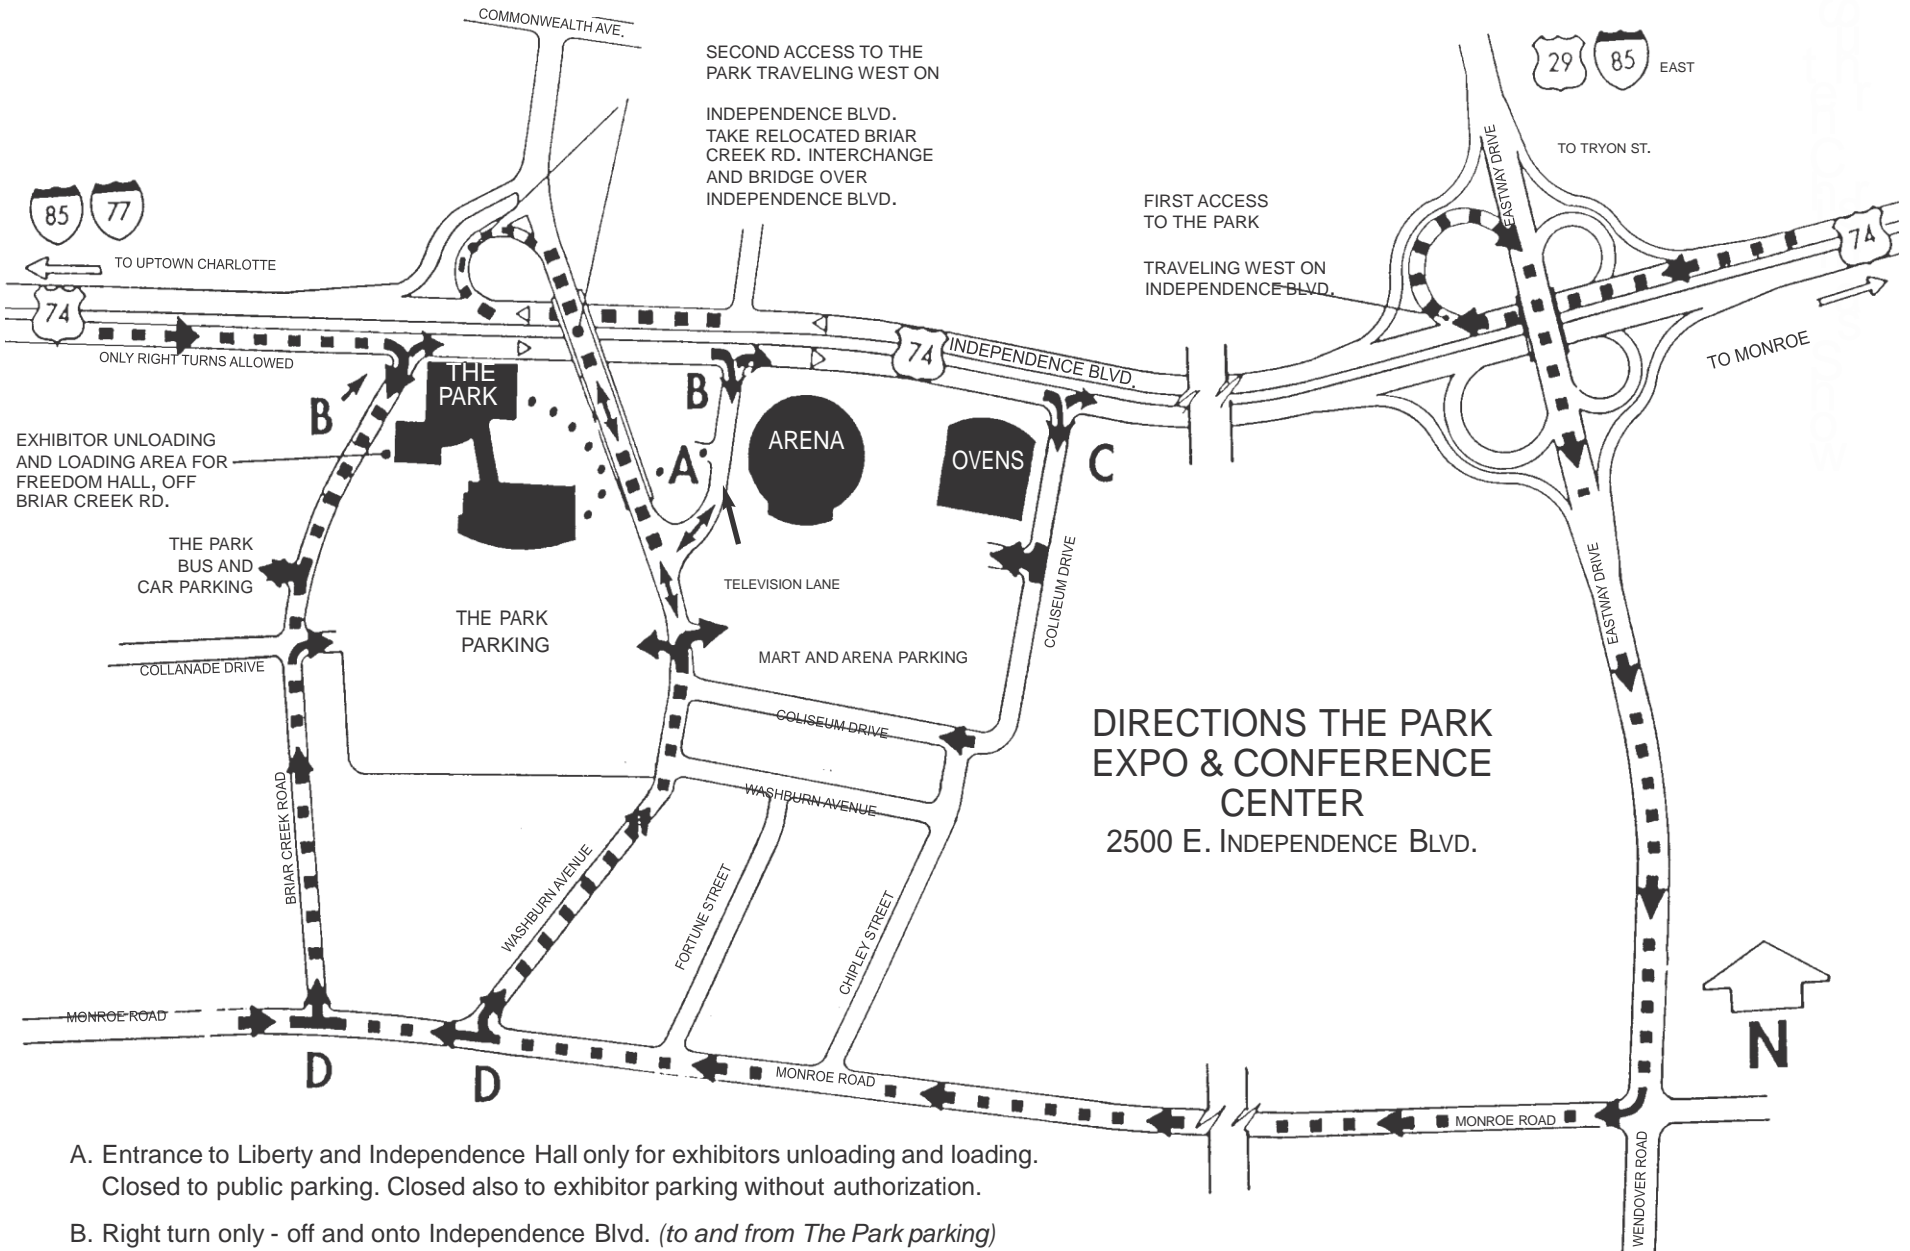 COMMONWEALTH AVE.
SECOND ACCESS TO THE
PARK TRAVELING WEST ON
INDEPENDENCE BLVD.
TAKE RELOCATED BRIAR
CREEK RD. INTERCHANGE
AND BRIDGE OVER
INDEPENDENCE BLVD.
29
85
EAST
TO TRYON ST.
EASTWAY DRIVE
FIRST ACCESS
TO THE PARK
TRAVELING WEST ON
INDEPENDENCE BLVD.
74
TO MONROE
85
77
TO UPTOWN CHARLOTTE
74
ONLY RIGHT TURNS ALLOWED
THE
PARK
B
B
74
INDEPENDENCE BLVD.
ARENA
OVENS
C
A
EXHIBITOR UNLOADING
AND LOADING AREA FOR
FREEDOM HALL, OFF
BRIAR CREEK RD.
THE PARK
BUS AND
CAR PARKING
THE PARK
PARKING
TELEVISION LANE
COLISEUM DRIVE
MART AND ARENA PARKING
COLLANADE DRIVE
COLISEUM DRIVE
WASHBURN AVENUE
EASTWAY DRIVE
DIRECTIONS THE PARK
EXPO & CONFERENCE
CENTER
2500 E. INDEPENDENCE BLVD.
BRIAR CREEK ROAD
WASHBURN AVENUE
FORTUNE STREET
CHIPLEY STREET
N
MONROE ROAD
D
D
MONROE ROAD
MONROE ROAD
WENDOVER ROAD
A. Entrance to Liberty and Independence Hall only for exhibitors unloading and loading.
Closed to public parking. Closed also to exhibitor parking without authorization.
B. Right turn only - off and onto Independence Blvd. (to and from The Park parking)